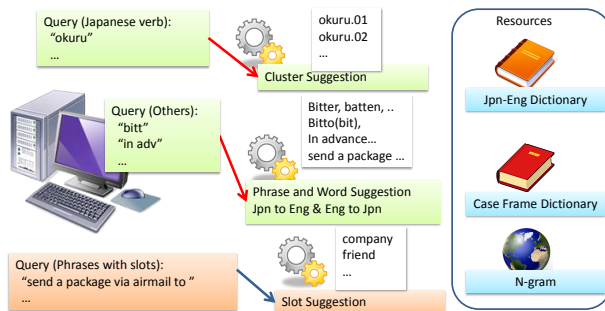 Query (Japanese verb):
“okuru”
…
okuru.01
okuru.02
…
Cluster Suggestion
Query (Others):
“bitt”
“in adv”
…
Bitter, batten, ..
Bitto(bit),
In advance…
send a package …
Phrase and Word Suggestion
Jpn to Eng & Eng to Jpn
Query (Phrases with slots):
“send a package via airmail to ”
…
company
friend
…
Slot Suggestion
Resources
Jpn-Eng Dictionary
Case Frame Dictionary
N-gram